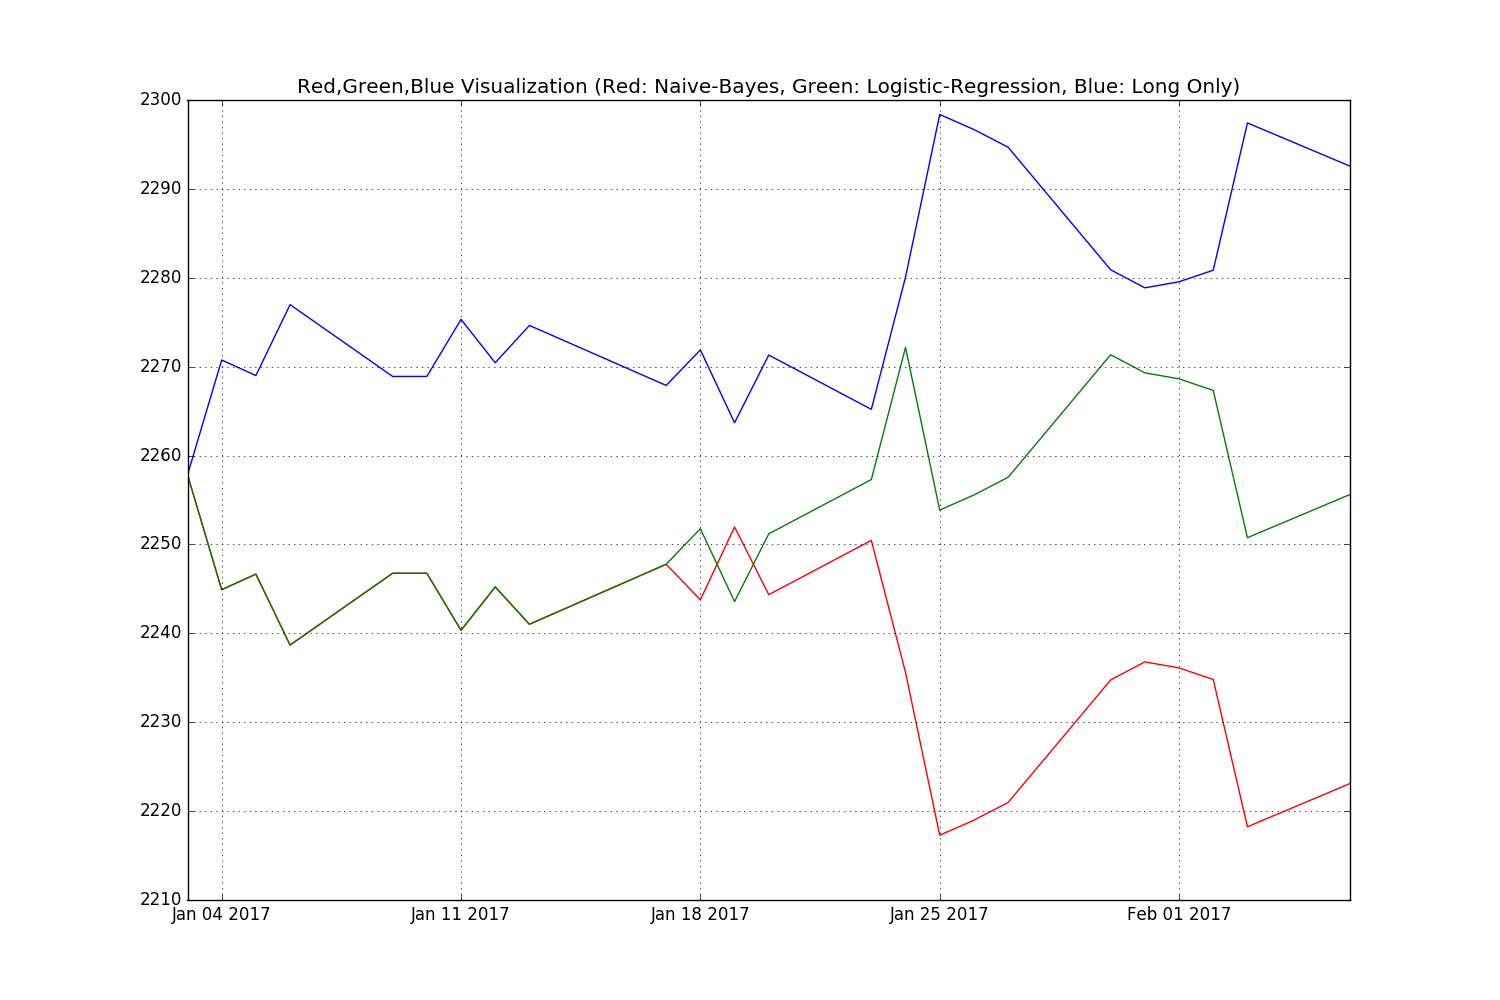 Red,Green,Blue Visualization (Red: Naive-Bayes, Green: Logistic-Regression, Blue: Long Only)
2300
2290
2280
2270
2260
2250
2240
2230
2220
2210
Jan 04 2017
Jan 11 2017
Jan 18 2017
Jan 25 2017
Feb 01 2017